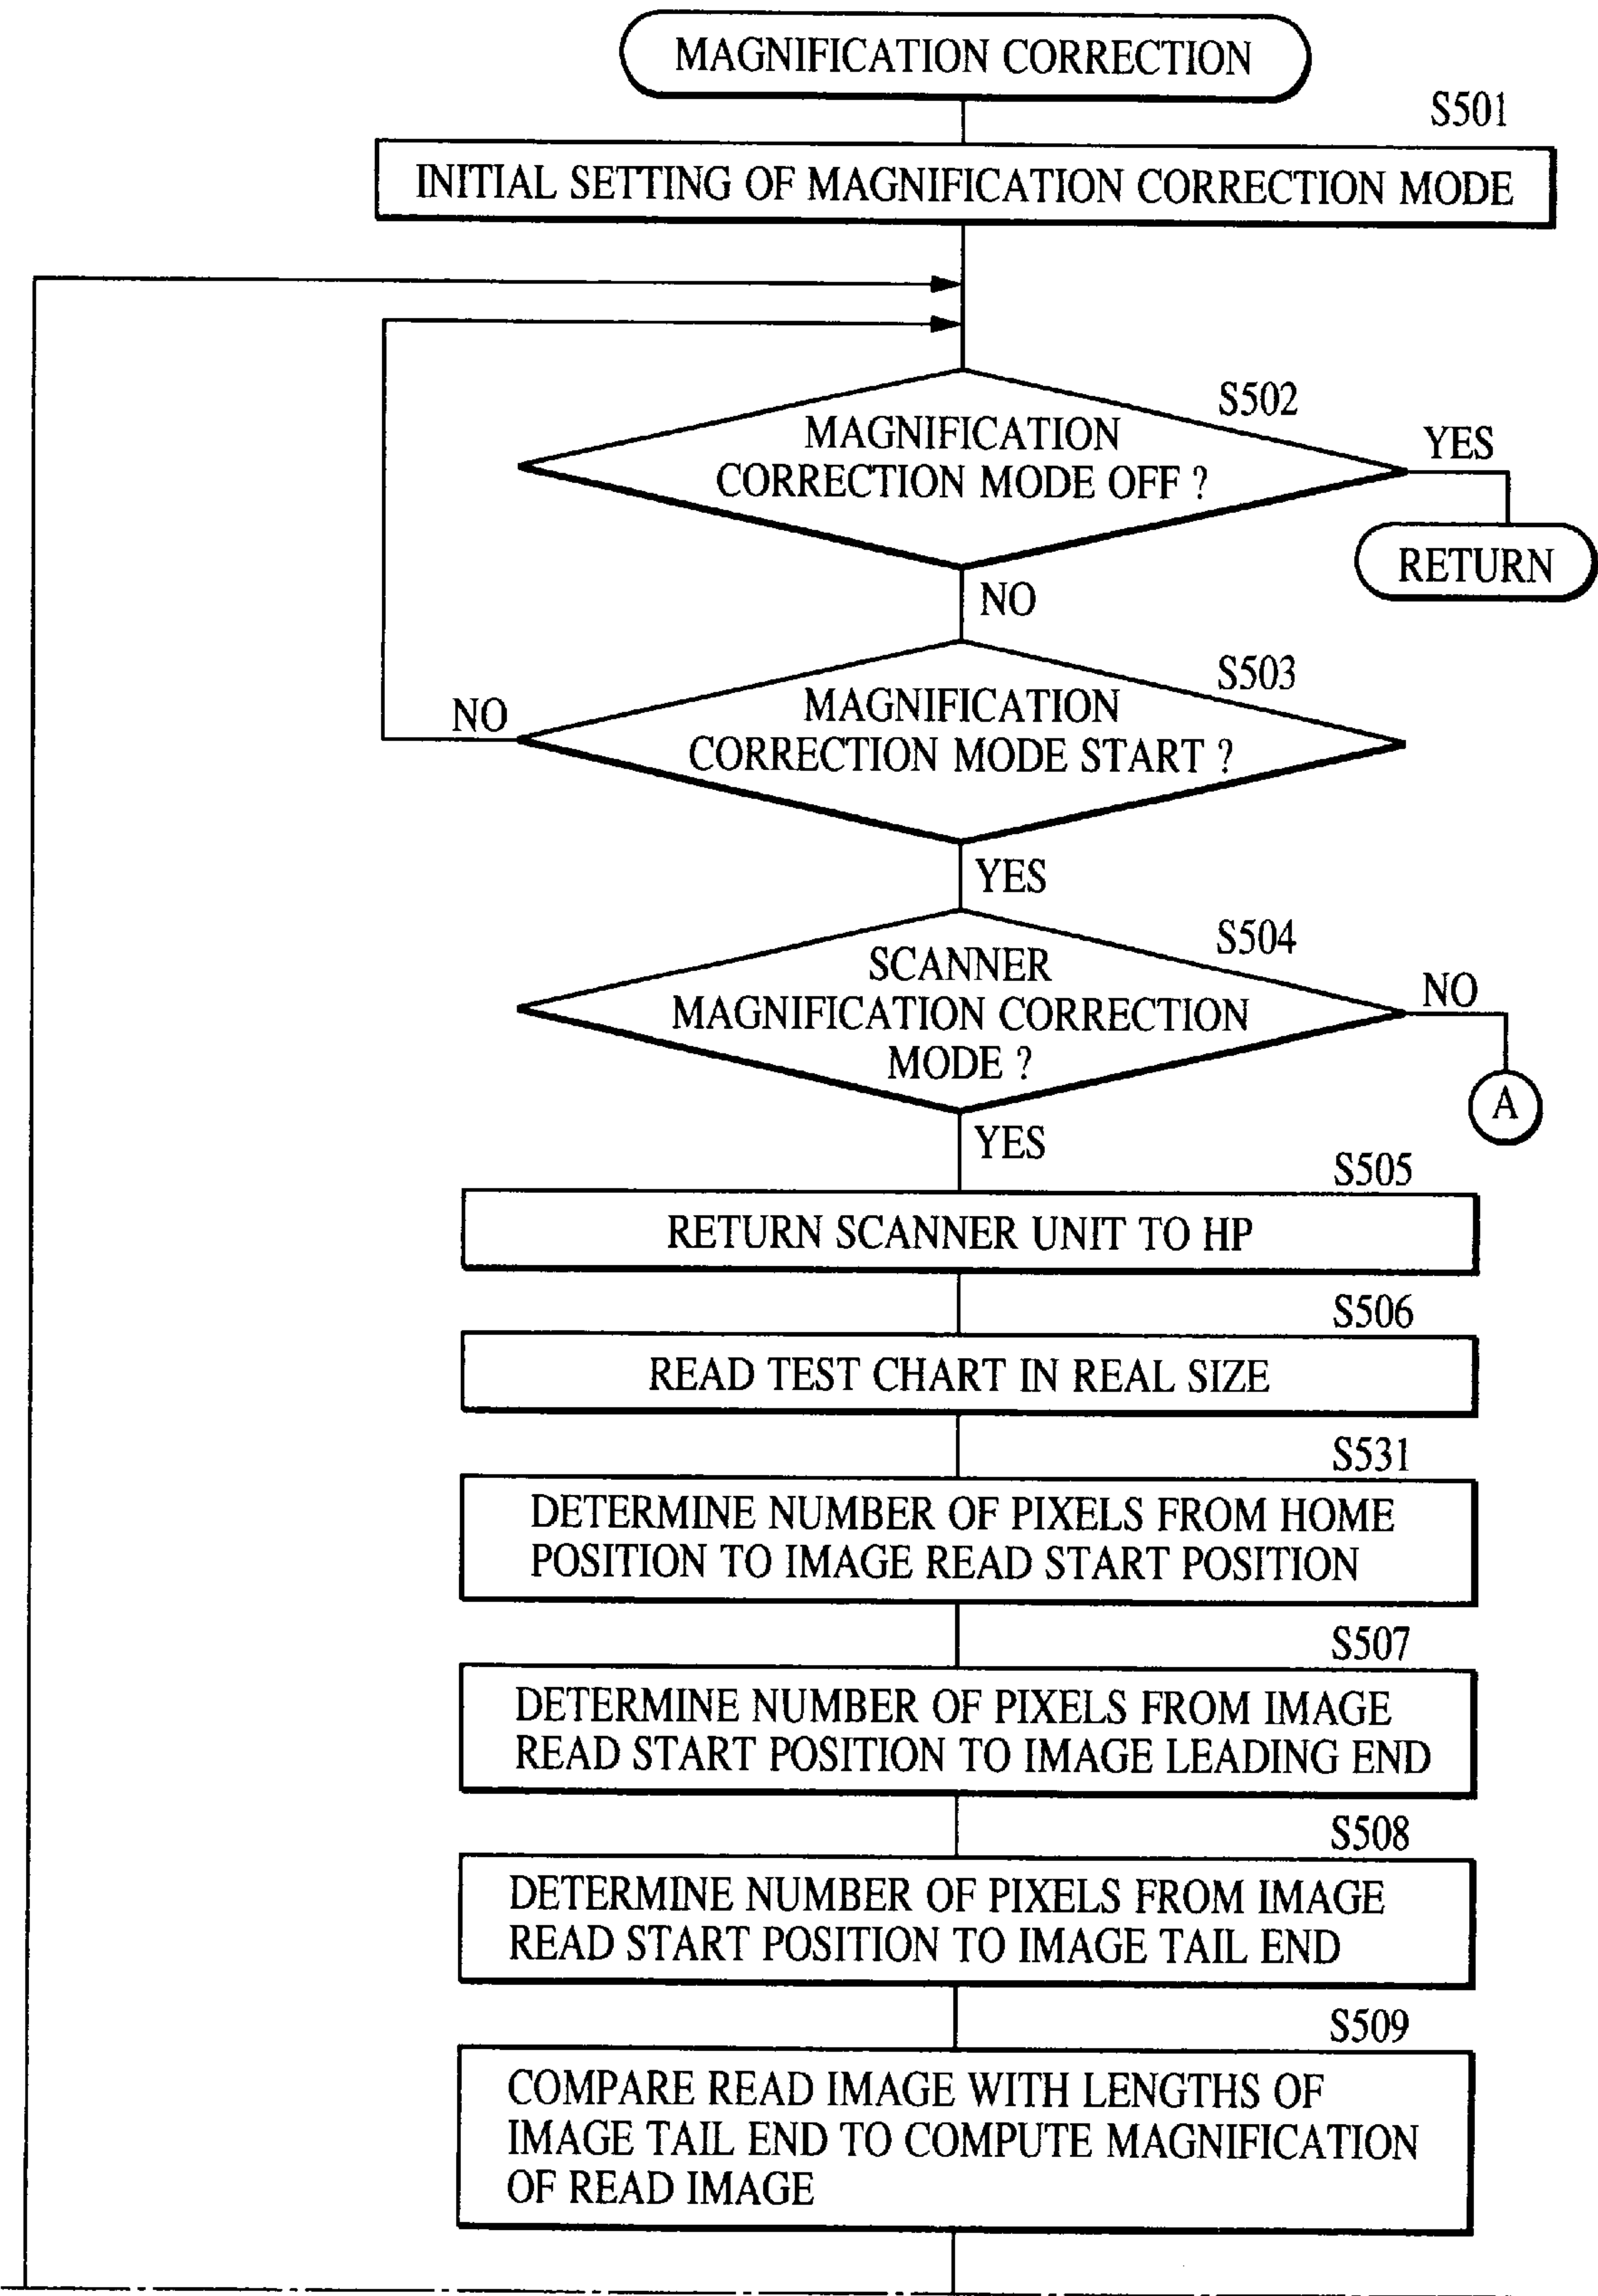 MAGNIFICATION CORRECTION
S501
INITIAL SETTING OF MAGNIFICATION CORRECTION MODE
S502
MAGNIFICATION
CORRECTION MODE OFF ?
YES
RETURN
NO
S503
MAGNIFICATION
CORRECTION MODE START ?
NO
YES
S504
SCANNER
MAGNIFICATION CORRECTION
MODE ?
NO
A
YES
S505
RETURN SCANNER UNIT TO HP
S506
READ TEST CHART IN REAL SIZE
S531
DETERMINE NUMBER OF PIXELS FROM HOME
POSITION TO IMAGE READ START POSITION
S507
DETERMINE NUMBER OF PIXELS FROM IMAGE
READ START POSITION TO IMAGE LEADING END
S508
DETERMINE NUMBER OF PIXELS FROM IMAGE
READ START POSITION TO IMAGE TAIL END
S509
COMPARE READ IMAGE WITH LENGTHS OF
IMAGE TAIL END TO COMPUTE MAGNIFICATION
OF READ IMAGE